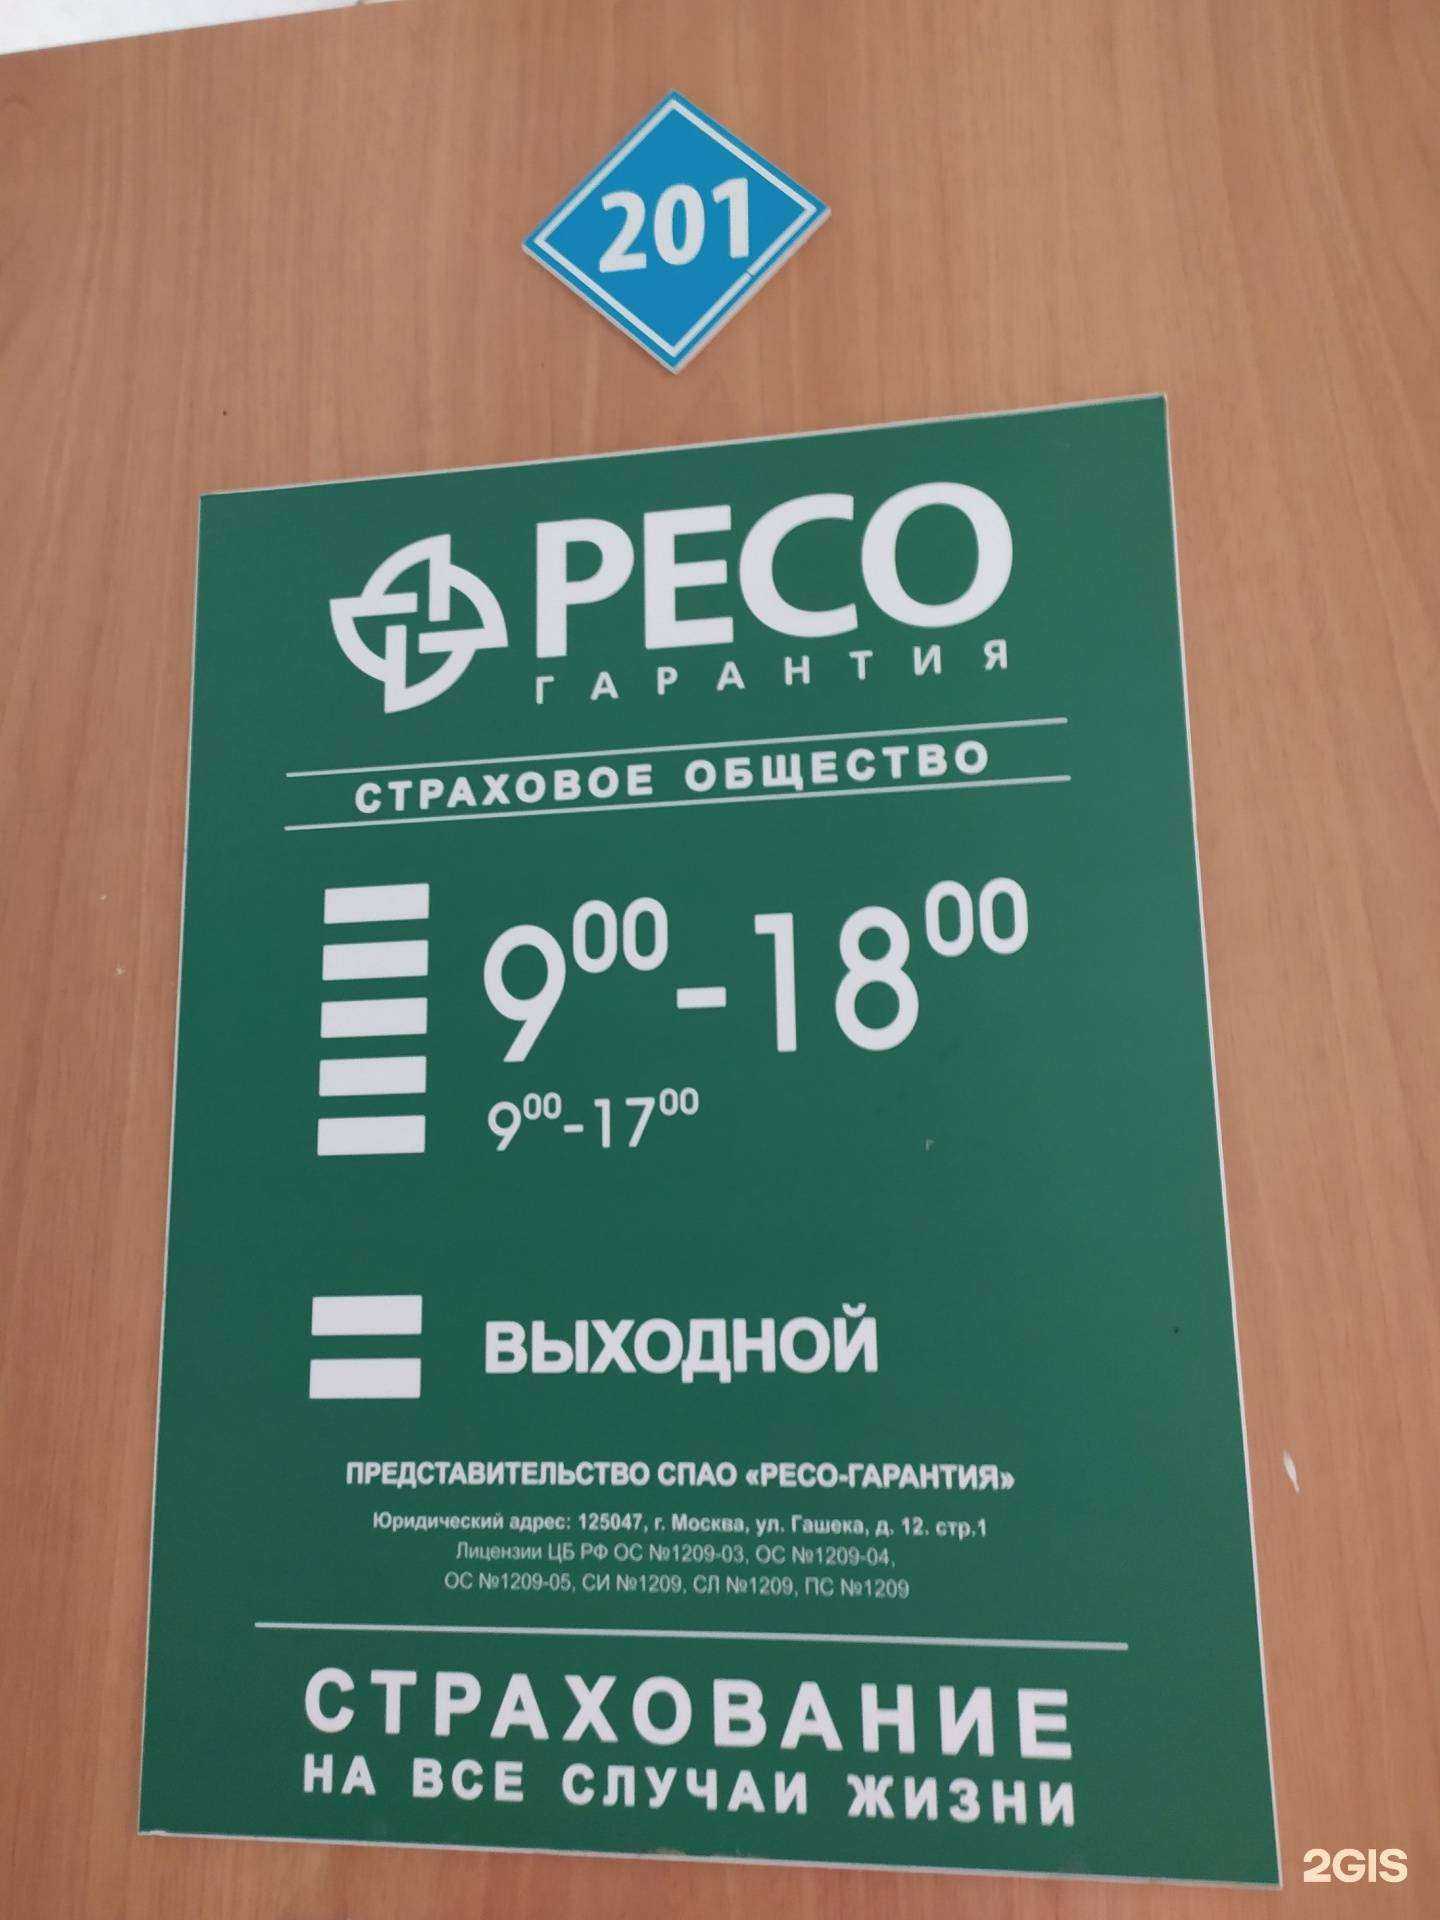 201
РЕСО
ГАРАНТИЯ
СТРАХОВОЕ ОБЩЕСТВО
9⁰⁰-18⁰⁰
9⁰⁰-17⁰⁰
ВЫХОДНОЙ
ПРЕДСТАВИТЕЛЬСТВО СПАО «РЕСО-ГАРАНТИЯ»
Юридический адрес: 125047, г. Москва, ул. Гашека, д. 12. стр.1
Лицензии ЦБ РФ ОС №1209-03, ОС №1209-04,
ОС №1209-05, СИ №1209, СЛ №1209, ПС №1209
СТРАХОВАНИЕ
НА ВСЕ СЛУЧАИ ЖИЗНИ
2GIS